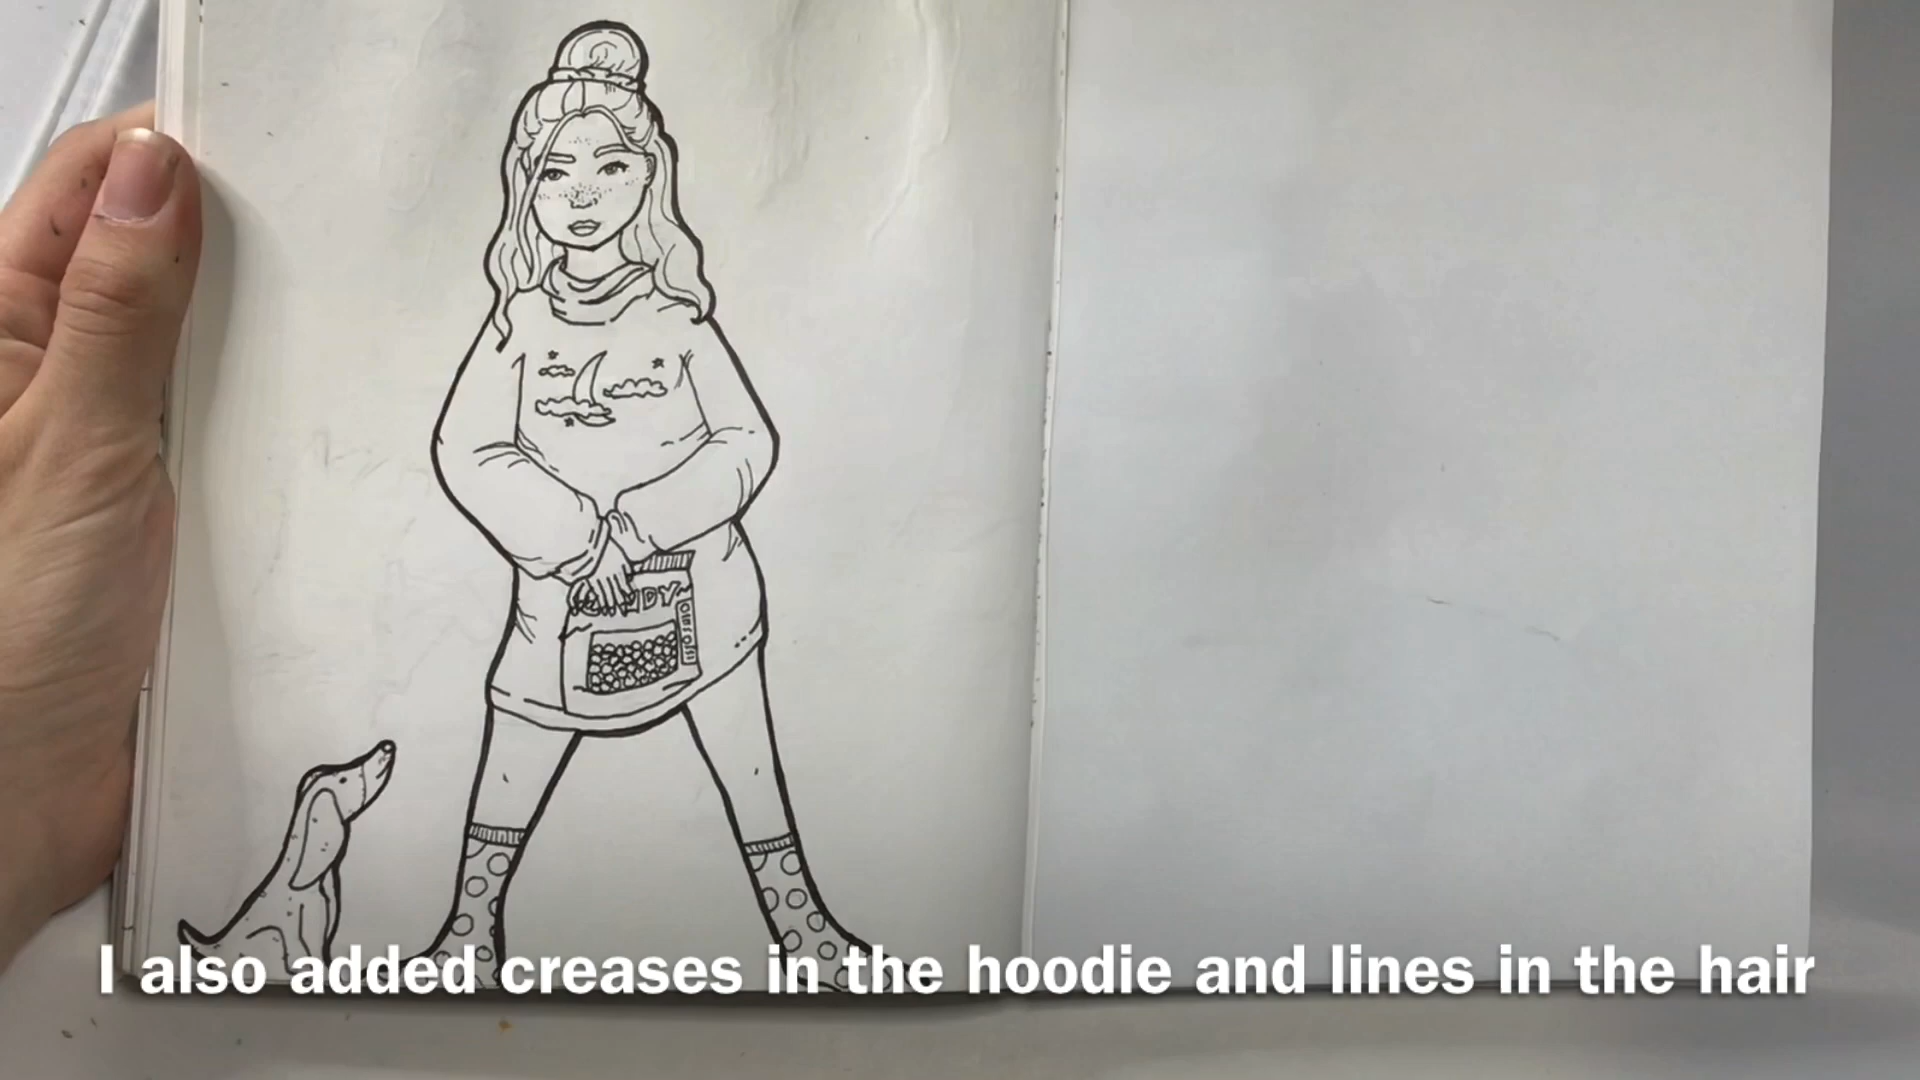 I also added creases in the hoodie and lines in the hair